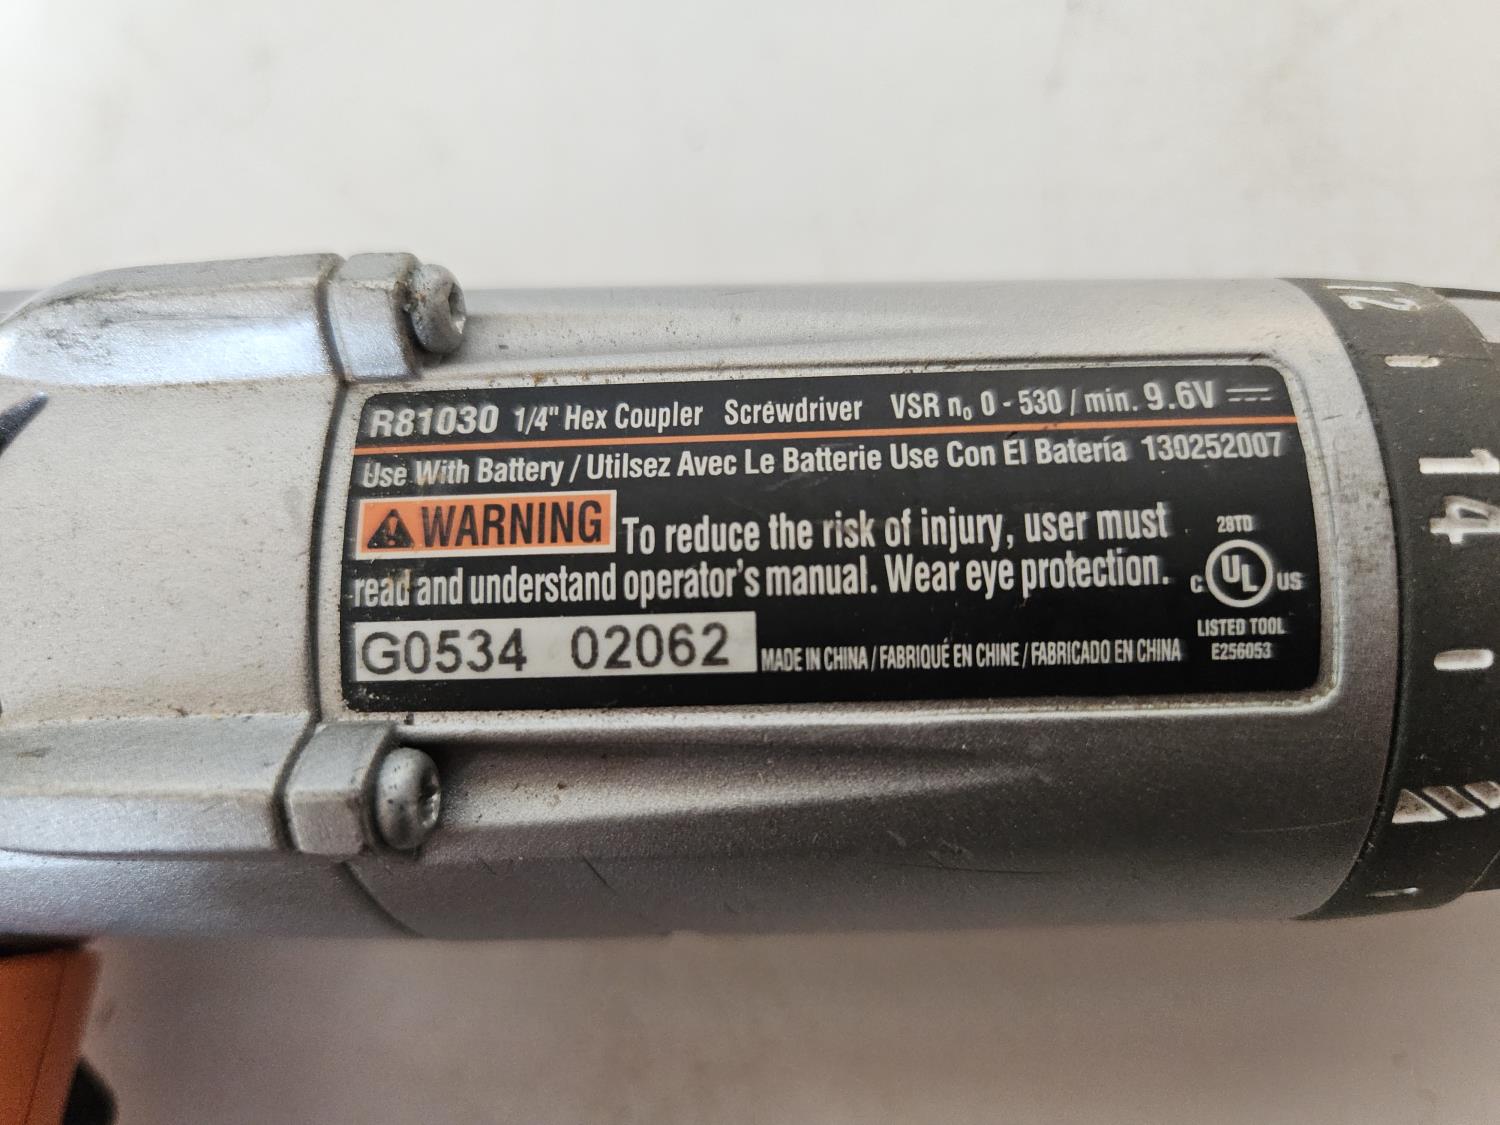 R81030 1/4" Hex Coupler Screwdriver VSR n₀ 0 - 530 / min. 9.6V
Use With Battery / Utilsez Avec Le Batterie Use Con El Batería 130252007
WARNING To reduce the risk of injury, user must
read and understand operator's manual. Wear eye protection.
28TD
C UL US
LISTED TOOL
E256053
G0534 02062
MADE IN CHINA / FABRIQUÉ EN CHINE / FABRICADO EN CHINA
12
14